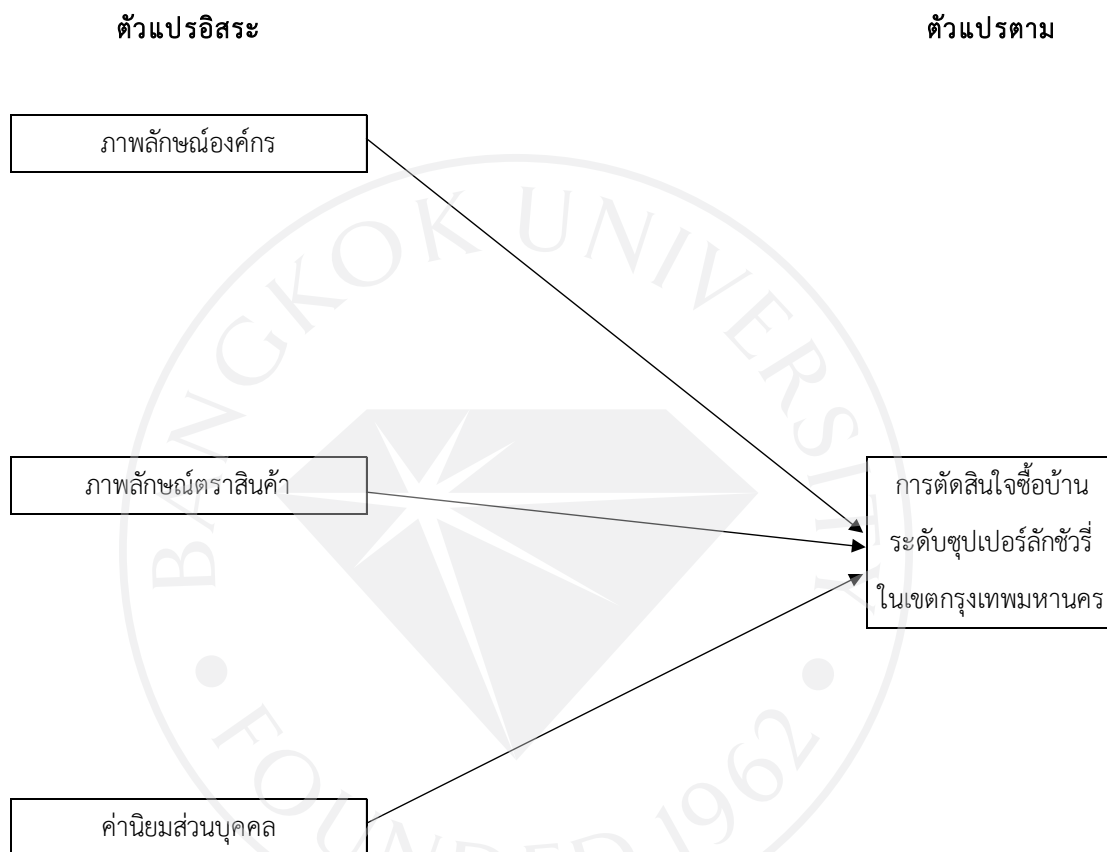 ตัวแปรอิสระ
ตัวแปรตาม
ภาพลักษณ์องค์กร
ภาพลักษณ์ตราสินค้า
การตัดสินใจซื้อบ้าน
ระดับซุปเปอร์ลักชัวรี่
ในเขตกรุงเทพมหานคร
ค่านิยมส่วนบุคคล
BANGKOK UNIVERSITY
FOUNDED 1962